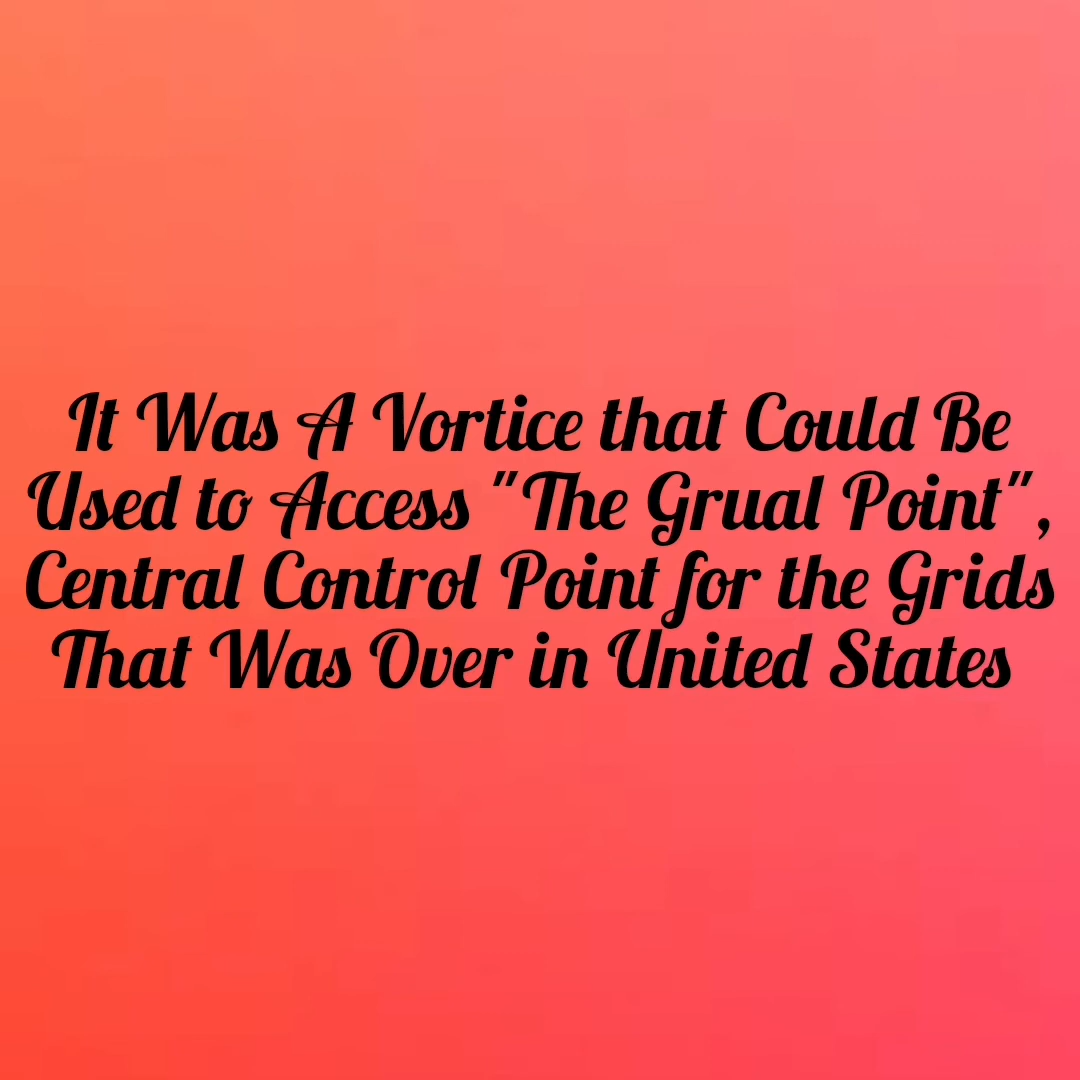 It Was A Vortice that Could Be
Used to Access "The Grual Point",
Central Control Point for the Grids
That Was Over in United States